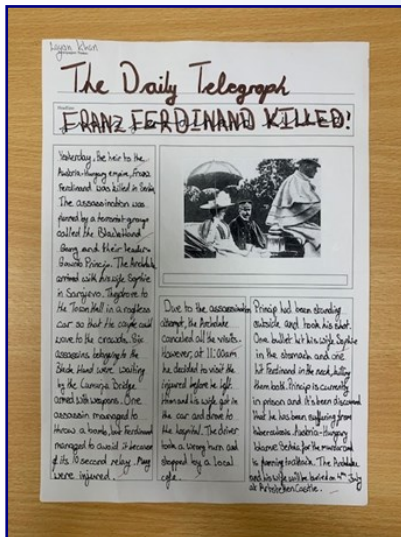 Layan Khan
The Daily Telegraph
Headline:
FRANZ FERDINAND KILLED!
Yesterday, the heir to the
Austria-Hungary empire, Franz
Ferdinand was killed in Serbia.
The assassination was
planned by a terrorist group
called the Black Hand
Gang and their leader-
Gavrilo Princip. The Archduke
arrived with his wife Sophie
in Sarajevo. They drove to
the Town Hall in a roofless
car so that the couple could
wave to the crowds. Six
assassins belonging to the
Black Hand were waiting
by the Cumurja Bridge
armed with weapons. One
assassin managed to
throw a bomb, but Ferdinand
managed to avoid it because
of its 10 second relay. Many
were injured.
Due to the assassination
attempt, the Archduke
cancelled all the visits.
However, at 11:00am
he decided to visit the
injured before he left.
Him and his wife got in
the car and drove to
the hospital. The driver
took a wrong turn and
stopped by a local
cafe.
Princip had been standing
outside and took his shot.
One bullet hit his wife Sophie
in the stomach and one
hit Ferdinand in the neck, killing
them both. Princip is currently
in prison and it's been discovered
that he has been suffering from
tuberculosis. Austria-Hungary
blames Serbia for the murder and
is planning to attack. The Archduke
and his wife will be buried on 4th July
at Artstetten Castle.